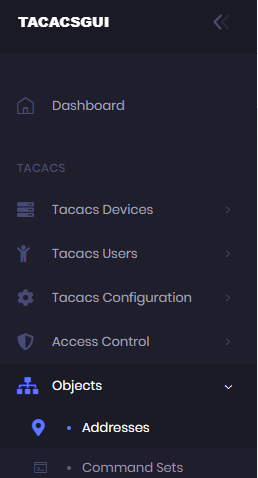 TACACSGUI
Dashboard
TACACS
Tacacs Devices
Tacacs Users
Tacacs Configuration
Access Control
Objects
Addresses
Command Sets